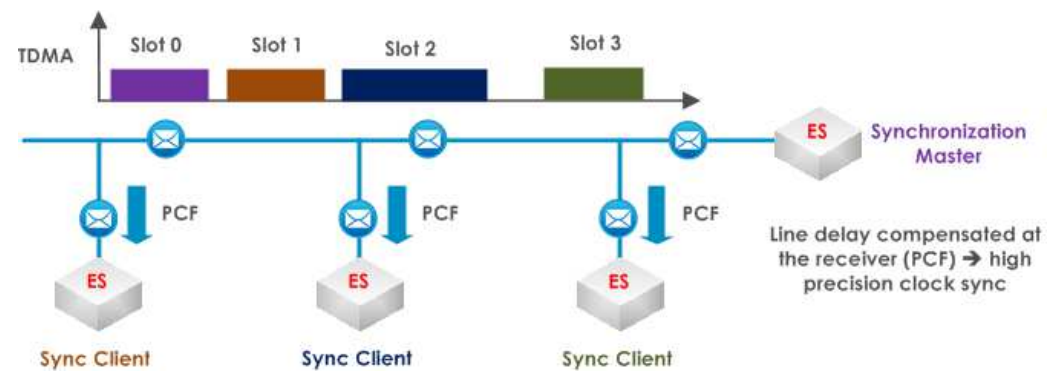 TDMA
Slot 0
Slot 1
Slot 2
Slot 3
ES
Synchronization
Master
PCF
PCF
PCF
Line delay compensated at
the receiver (PCF) → high
precision clock sync
ES
ES
ES
Sync Client
Sync Client
Sync Client